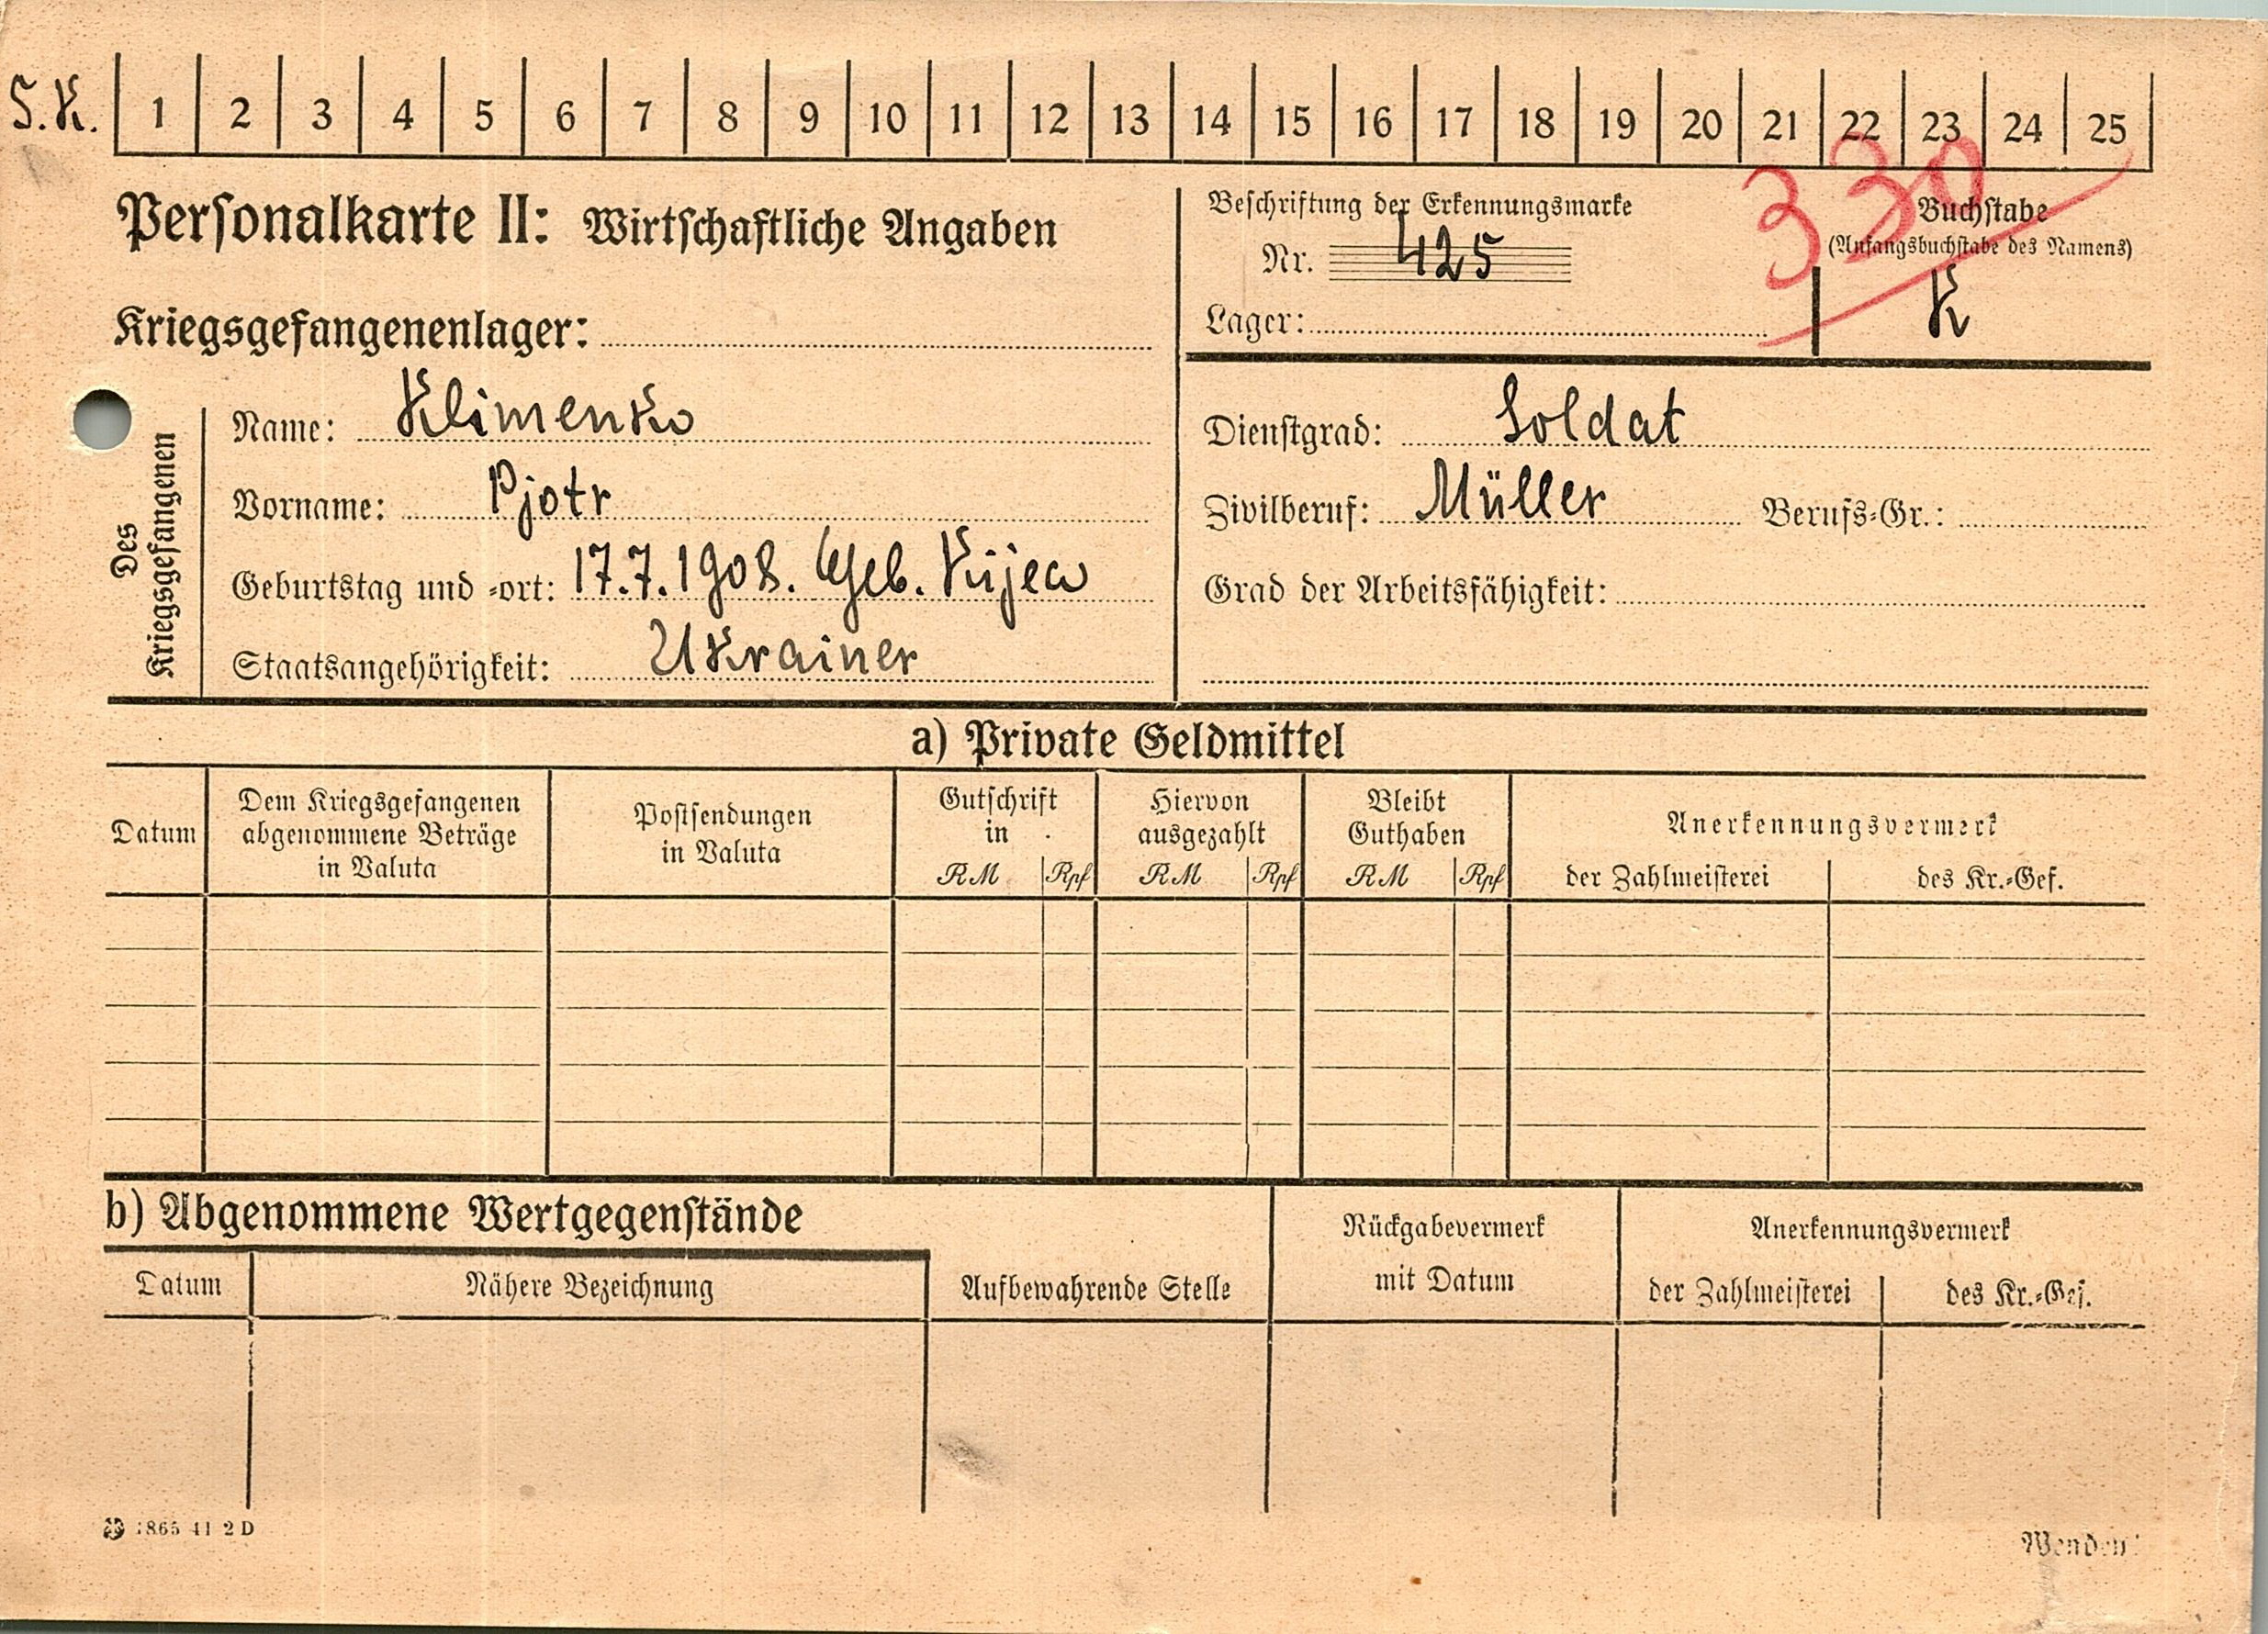 S.K. 1 2 3 4 5 6 7 8 9 10 11 12 13 14 15 16 17 18 19 20 21 22 23 24 25
330
Personalkarte II: Wirtschaftliche Angaben
Beschriftung der Erkennungsmarke
Nr. 425
Lager:
Buchstabe
(Anfangsbuchstabe des Namens)
K
Kriegsgefangenenlager:
Des
Kriegsgefangenen
Name: Klimenko
Vorname: Pjotr
Geburtstag und -ort: 17.7.1908. Geb. Kijew
Staatsangehörigkeit: Ukrainer
Dienstgrad: Soldat
Zivilberuf: Müller Berufs-Gr.:
Grad der Arbeitsfähigkeit:
a) Private Geldmittel
Datum
Dem Kriegsgefangenen
abgenommene Beträge
in Valuta
Postsendungen
in Valuta
Gutschrift
in
RM Rpf
Hiervon
ausgezahlt
RM Rpf
Bleibt
Guthaben
RM Rpf
Anerkennungsvermerk
der Zahlmeisterei des Kr.-Gef.
b) Abgenommene Wertgegenstände
Datum Nähere Bezeichnung
Aufbewahrende Stelle
Rückgabevermerk
mit Datum
Anerkennungsvermerk
der Zahlmeisterei des Kr.-Gef.
1865 41 2 D
Wenden!